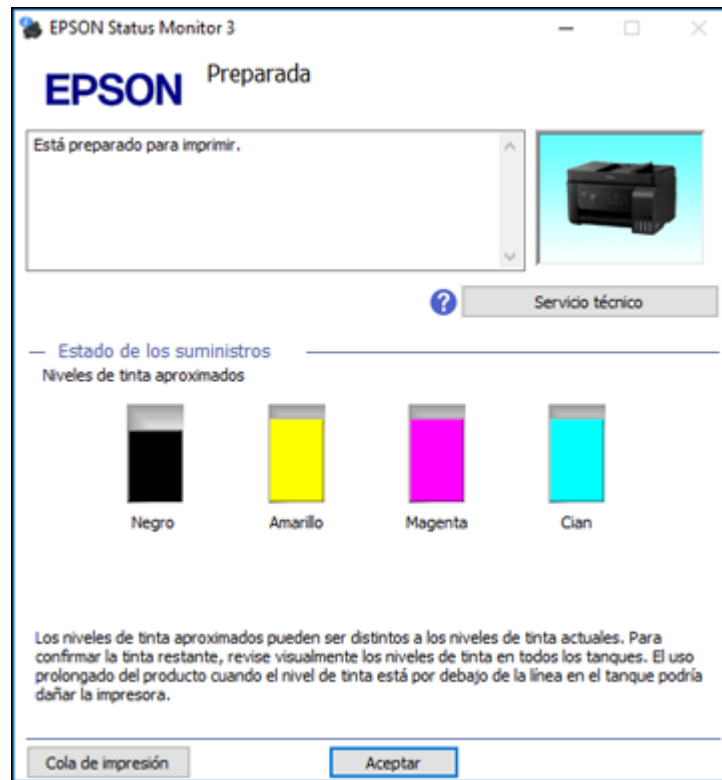 EPSON Status Monitor 3
EPSON
Preparada
Está preparado para imprimir.
Servicio técnico
Estado de los suministros
Niveles de tinta aproximados
Negro
Amarillo
Magenta
Cian
Los niveles de tinta aproximados pueden ser distintos a los niveles de tinta actuales. Para
confirmar la tinta restante, revise visualmente los niveles de tinta en todos los tanques. El uso
prolongado del producto cuando el nivel de tinta está por debajo de la línea en el tanque podría
dañar la impresora.
Cola de impresión
Aceptar